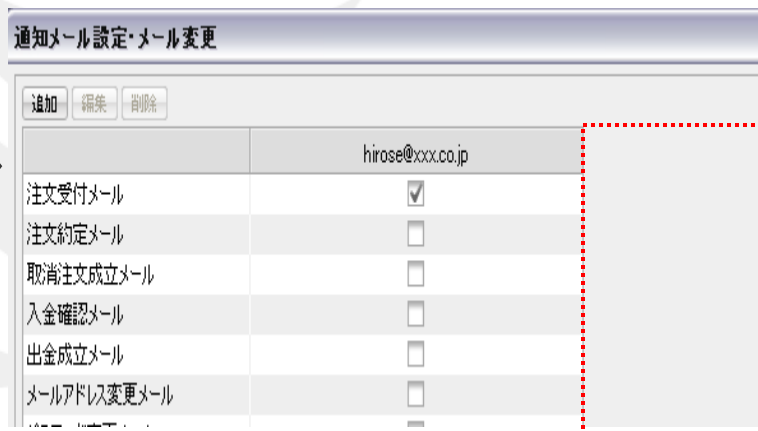 通知メール設定・メール変更
追加 編集 削除
hirose@xxx.co.jp
注文受付メール
注文約定メール
取消注文成立メール
入金確認メール
出金成立メール
メールアドレス変更メール